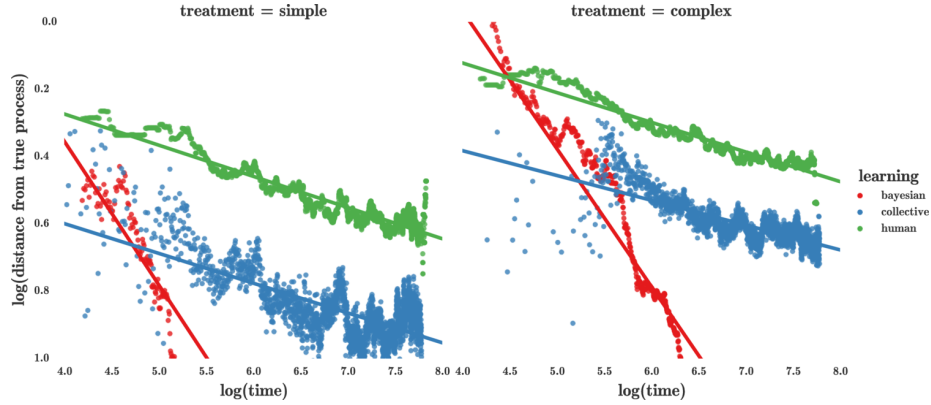 treatment = simple
treatment = complex
log(distance from true process)
0.0
0.2
0.4
0.6
0.8
1.0
4.0 4.5 5.0 5.5 6.0 6.5 7.0 7.5 8.0
log(time)
4.0 4.5 5.0 5.5 6.0 6.5 7.0 7.5 8.0
log(time)
learning
bayesian
collective
human